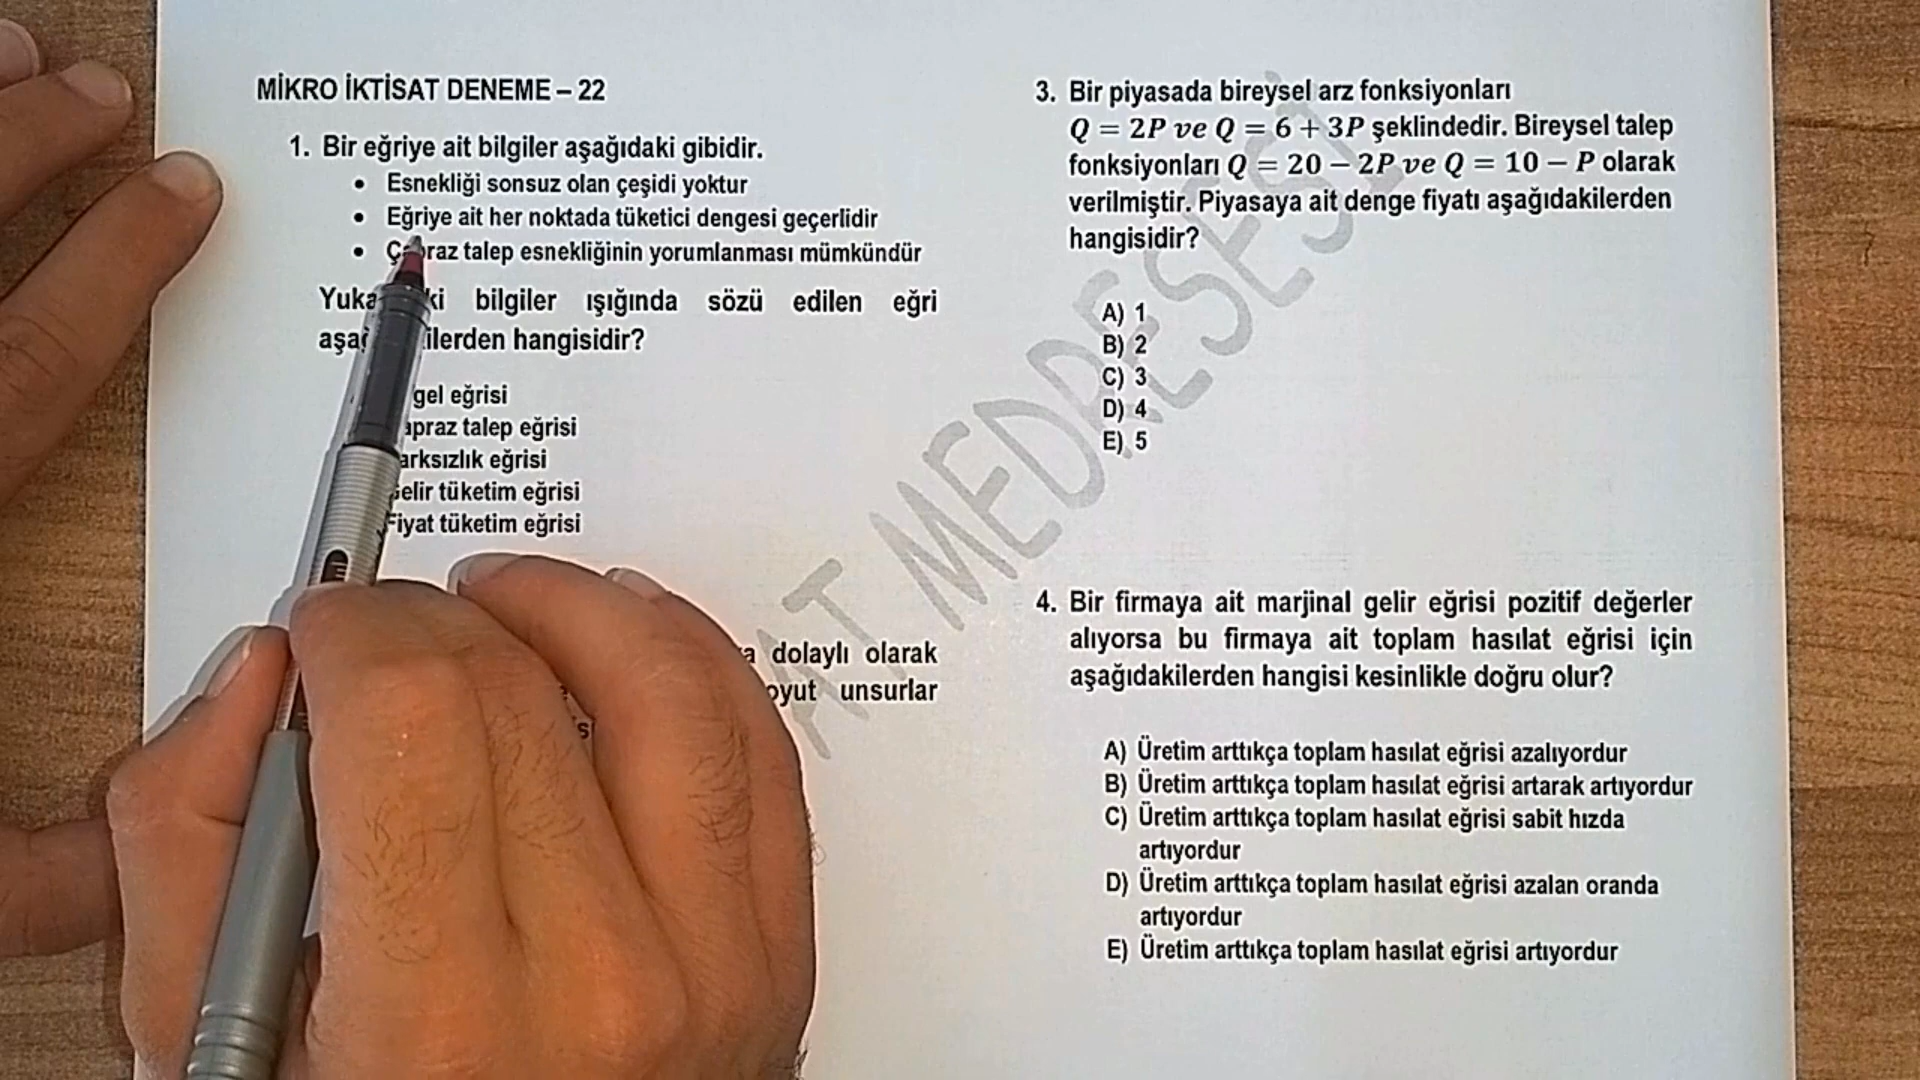 MİKRO İKTİSAT DENEME – 22
1. Bir eğriye ait bilgiler aşağıdaki gibidir.
• Esnekliği sonsuz olan çeşidi yoktur
• Eğriye ait her noktada tüketici dengesi geçerlidir
• talep esnekliğinin yorumlanması mümkündür
bilgiler ışığında sözü edilen eğri
hangisidir?
eğrisi
talep eğrisi
eğrisi
tüketim eğrisi
Fiyat tüketim eğrisi
dolaylı olarak
unsurlar
3. Bir piyasada bireysel arz fonksiyonları
Q = 2P ve Q = 6 + 3P şeklindedir. Bireysel talep
fonksiyonları Q = 20 – 2P ve Q = 10 – P olarak
verilmiştir. Piyasaya ait denge fiyatı aşağıdakilerden
hangisidir?
A) 1
B) 2
C) 3
D) 4
E) 5
4. Bir firmaya ait marjinal gelir eğrisi pozitif değerler
alıyorsa bu firmaya ait toplam hasılat eğrisi için
aşağıdakilerden hangisi kesinlikle doğru olur?
A) Üretim arttıkça toplam hasılat eğrisi azalıyordur
B) Üretim arttıkça toplam hasılat eğrisi artarak artıyordur
C) Üretim arttıkça toplam hasılat eğrisi sabit hızda
artıyordur
D) Üretim arttıkça toplam hasılat eğrisi azalan oranda
artıyordur
E) Üretim arttıkça toplam hasılat eğrisi artıyordur
MEDRESESİ